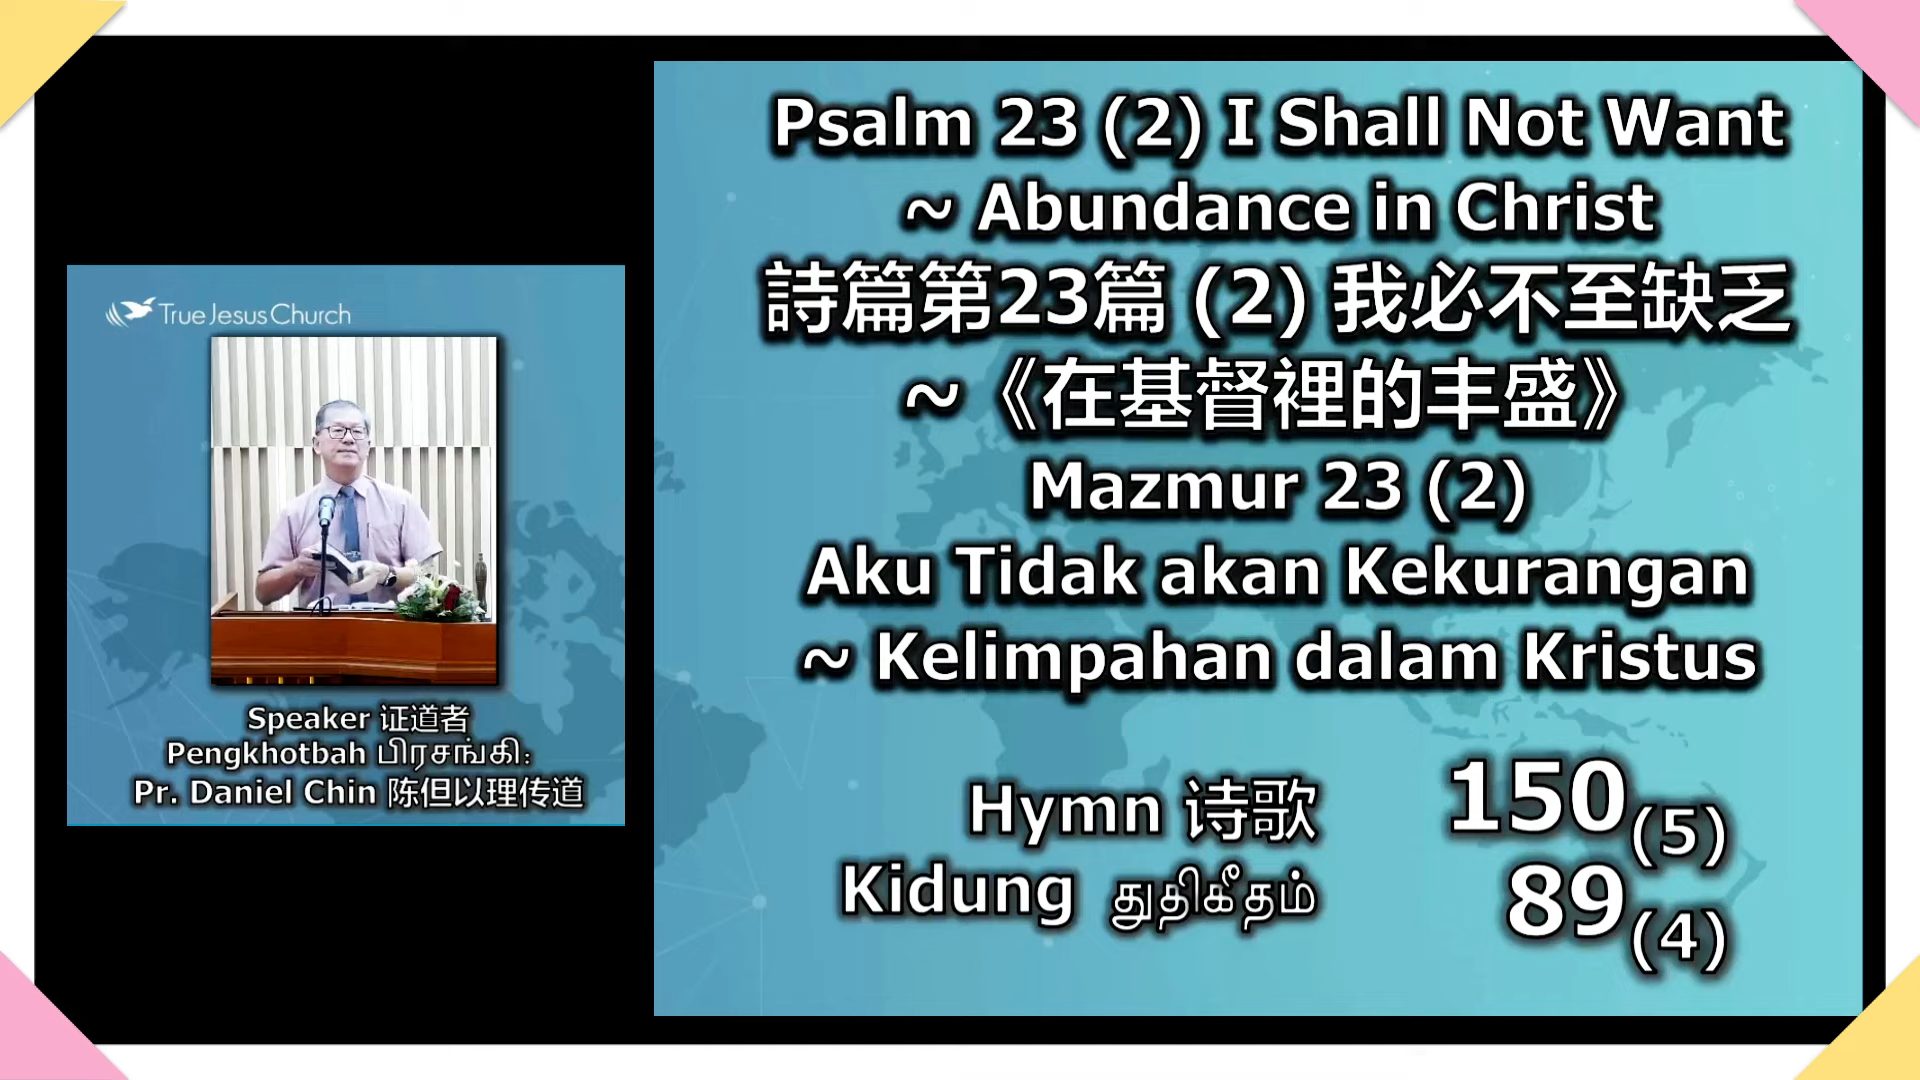 True Jesus Church
Speaker 证道者
Pengkhotbah பிரசங்கி:
Pr. Daniel Chin 陈但以理传道
Psalm 23 (2) I Shall Not Want
~ Abundance in Christ
詩篇第23篇 (2) 我必不至缺乏
~《在基督裡的丰盛》
Mazmur 23 (2)
Aku Tidak akan Kekurangan
~ Kelimpahan dalam Kristus
Hymn 诗歌 150(5)
Kidung துதிகீதம் 89(4)